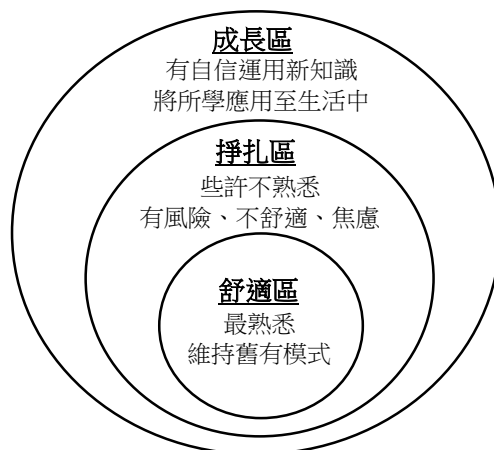 成長區
有自信運用新知識
將所學應用至生活中
掙扎區
些許不熟悉
有風險、不舒適、焦慮
舒適區
最熟悉
維持舊有模式